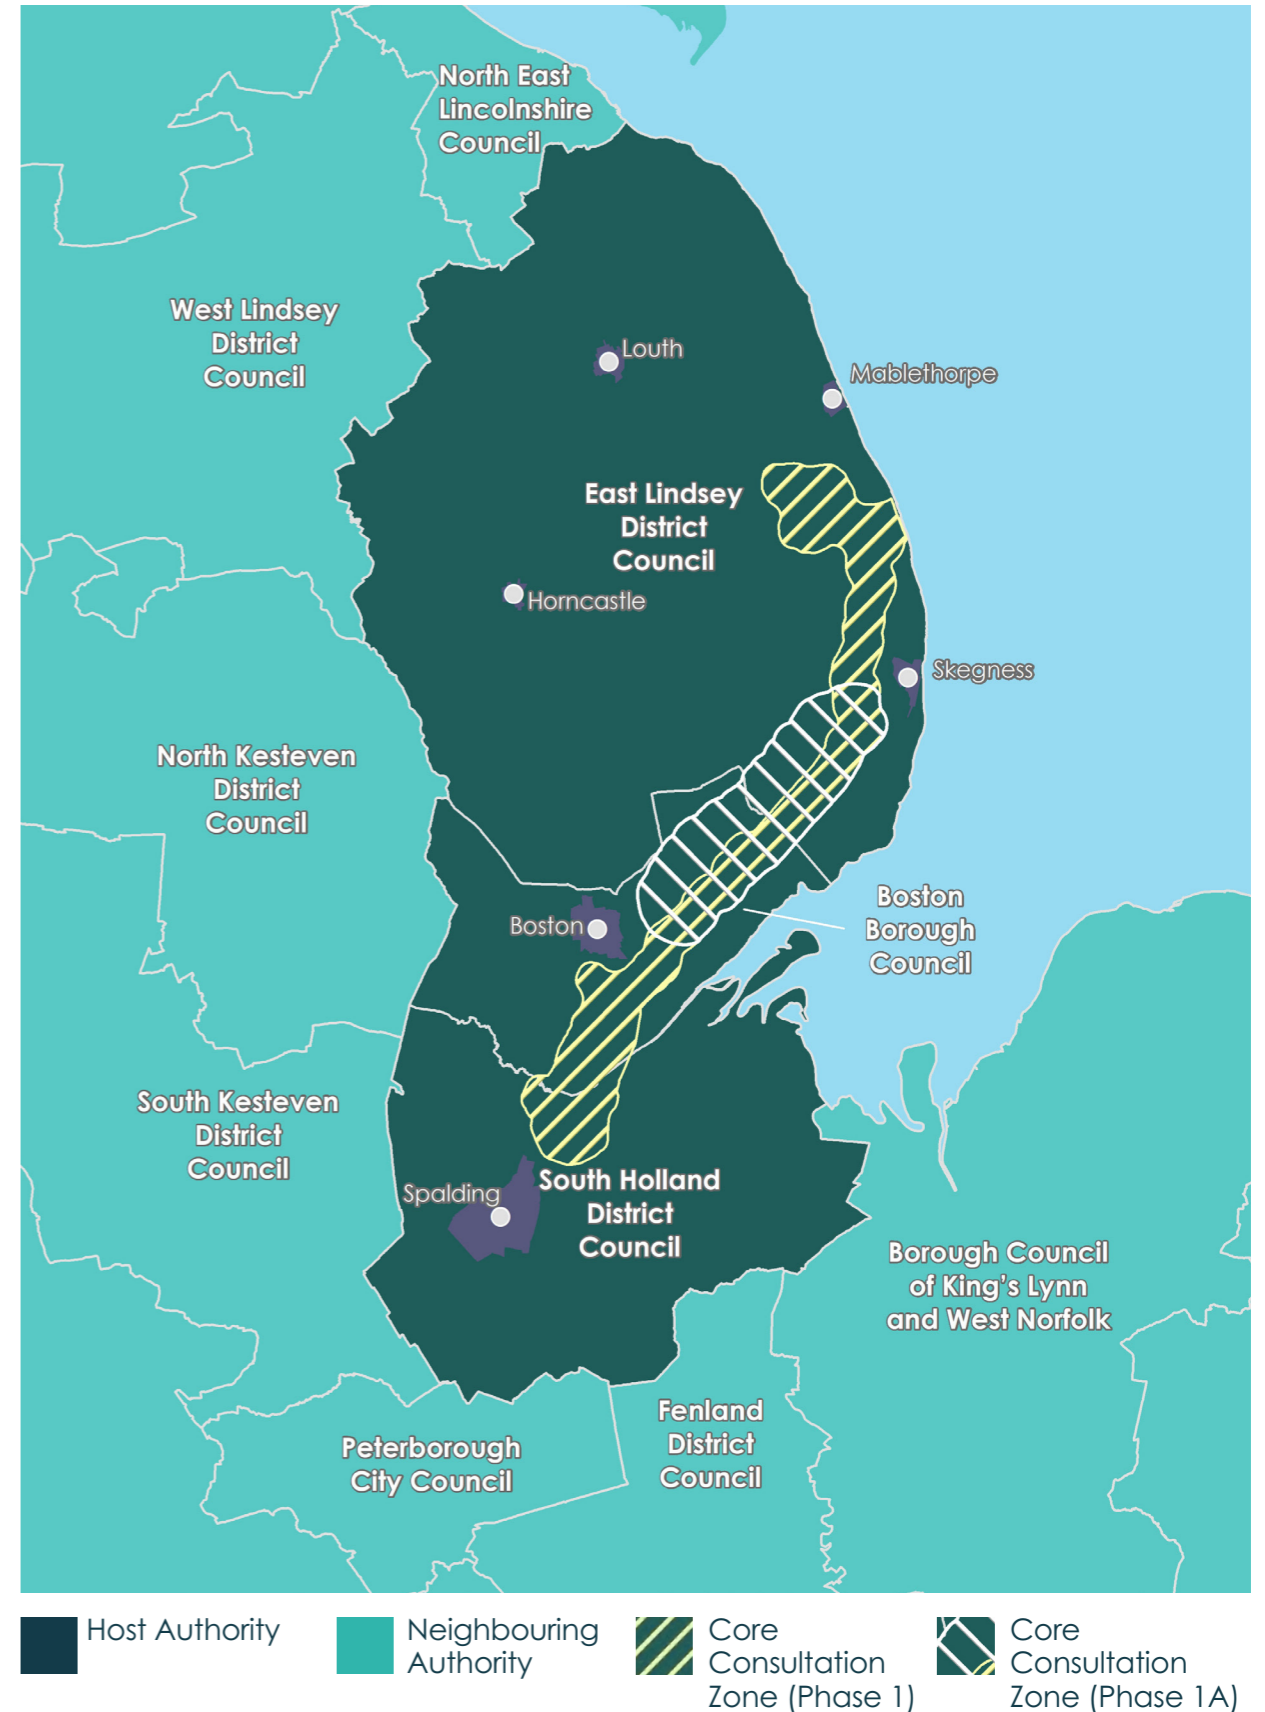 North East
Lincolnshire
Council
West Lindsey
District
Council
Louth
Mablethorpe
East Lindsey
District
Council
Horncastle
Skegness
North Kesteven
District
Council
Boston
Boston
Borough
Council
South Kesteven
District
Council
Spalding
South Holland
District
Council
Borough Council
of King's Lynn
and West Norfolk
Fenland
District
Council
Peterborough
City Council
Host Authority
Neighbouring
Authority
Core
Consultation
Zone (Phase 1)
Core
Consultation
Zone (Phase 1A)